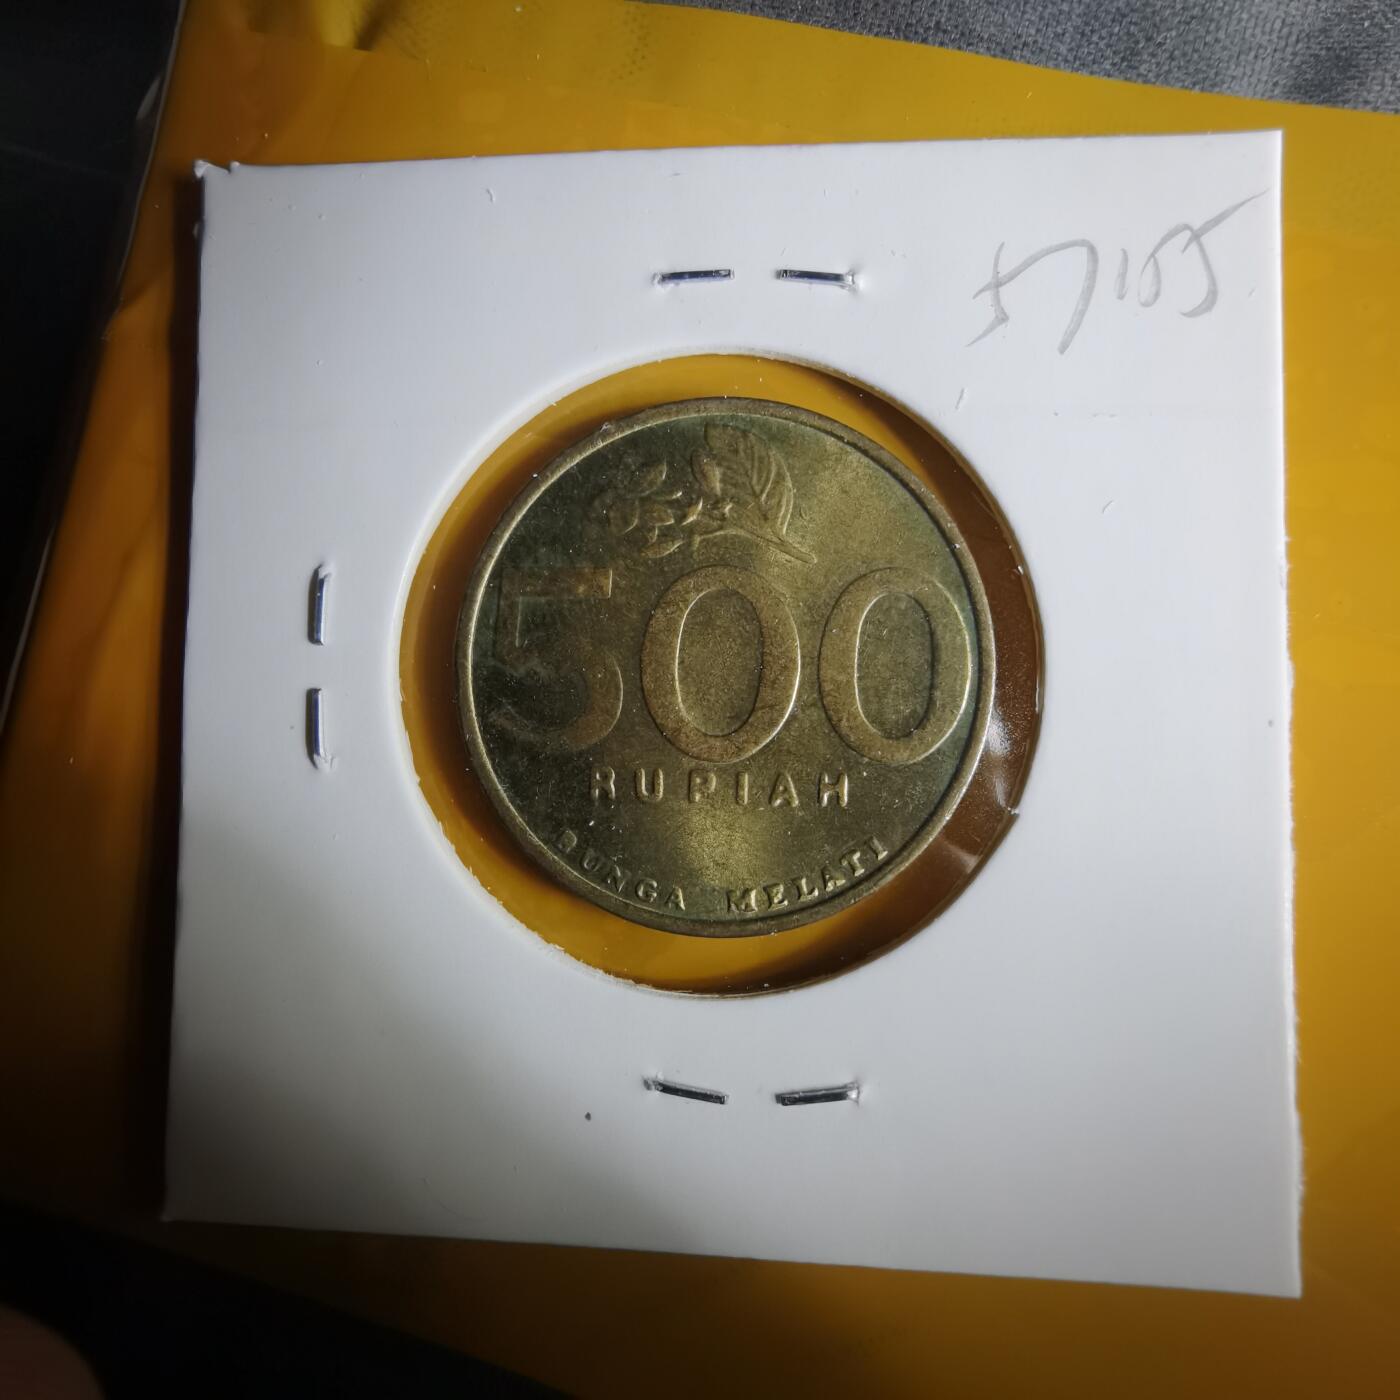 500
RUPIAH
BUNGA MELATI